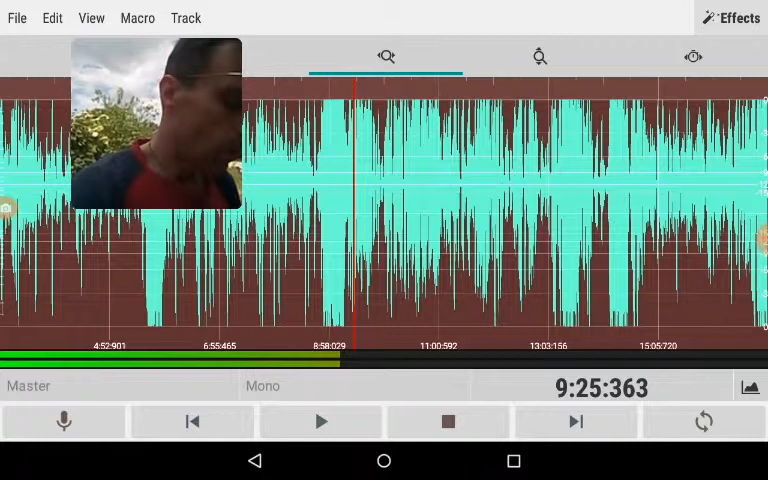 File Edit View Macro Track Effects
4:52:901 6:55:465 8:58:029 11:00:592 13:03:156 15:05:720
Master Mono 9:25:363